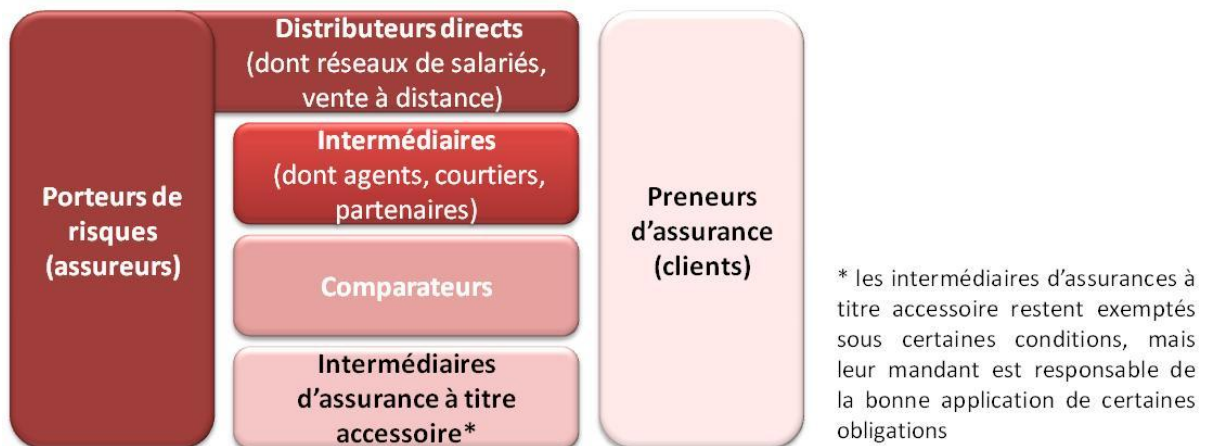 Porteurs de
risques
(assureurs)
Distributeurs directs
(dont réseaux de salariés,
vente à distance)
Intermédiaires
(dont agents, courtiers,
partenaires)
Comparateurs
Intermédiaires
d’assurance à titre
accessoire*
Preneurs
d’assurance
(clients)
* les intermédiaires d’assurances à
titre accessoire restent exemptés
sous certaines conditions, mais
leur mandant est responsable de
la bonne application de certaines
obligations